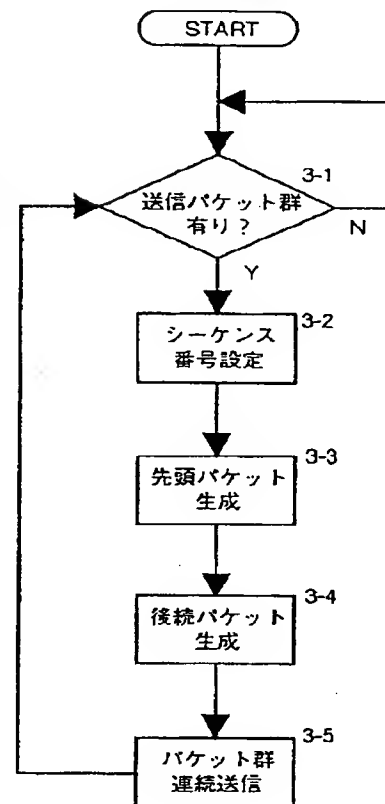 START
3-1
送信パケット群
有り？
N
Y
3-2
シーケンス
番号設定
3-3
先頭パケット
生成
3-4
後続パケット
生成
3-5
パケット群
連続送信